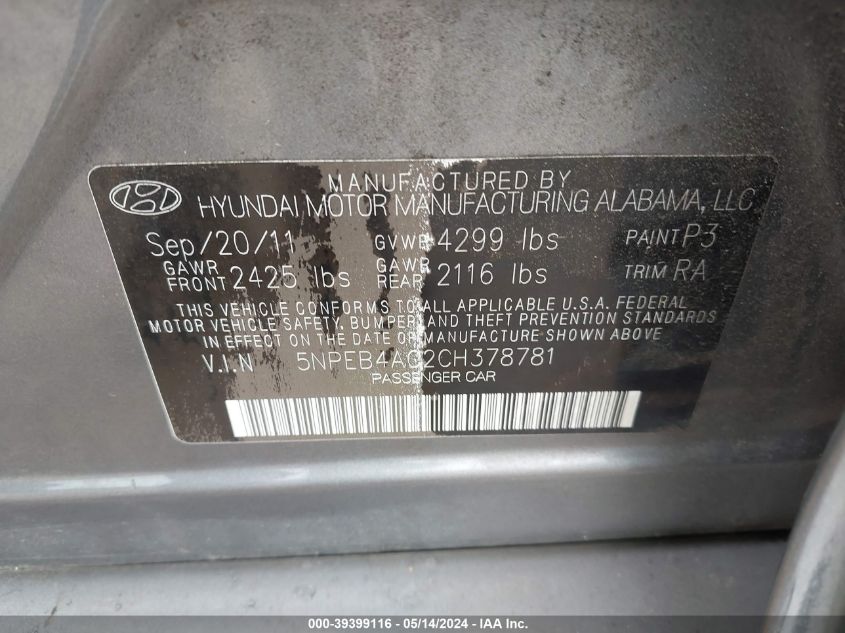 MANUFACTURED BY
HYUNDAI MOTOR MANUFACTURING ALABAMA, LLC
Sep/20/11 GVWR 4299 lbs PAINT P3
GAWR FRONT 2425 lbs GAWR REAR 2116 lbs TRIM RA
THIS VEHICLE CONFORMS TO ALL APPLICABLE U.S.A. FEDERAL
MOTOR VEHICLE SAFETY, BUMPER, AND THEFT PREVENTION STANDARDS
IN EFFECT ON THE DATE OF MANUFACTURE SHOWN ABOVE
V.I.N 5NPEB4AC2CH378781
PASSENGER CAR
000-39399116 - 05/14/2024 - IAA Inc.